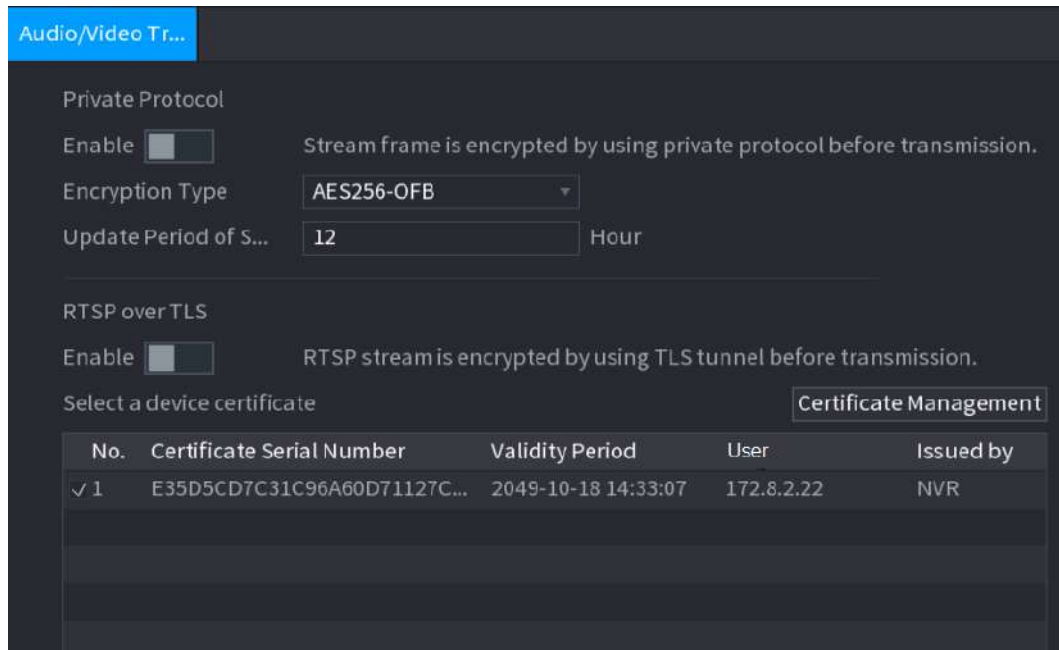 Audio/Video Tr...
Private Protocol
Enable Stream frame is encrypted by using private protocol before transmission.
Encryption Type AES256-OFB
Update Period of S... 12 Hour
RTSP over TLS
Enable RTSP stream is encrypted by using TLS tunnel before transmission.
Select a device certificate Certificate Management
No. Certificate Serial Number Validity Period User Issued by
1 E35D5CD7C31C96A60D71127C... 2049-10-18 14:33:07 172.8.2.22 NVR